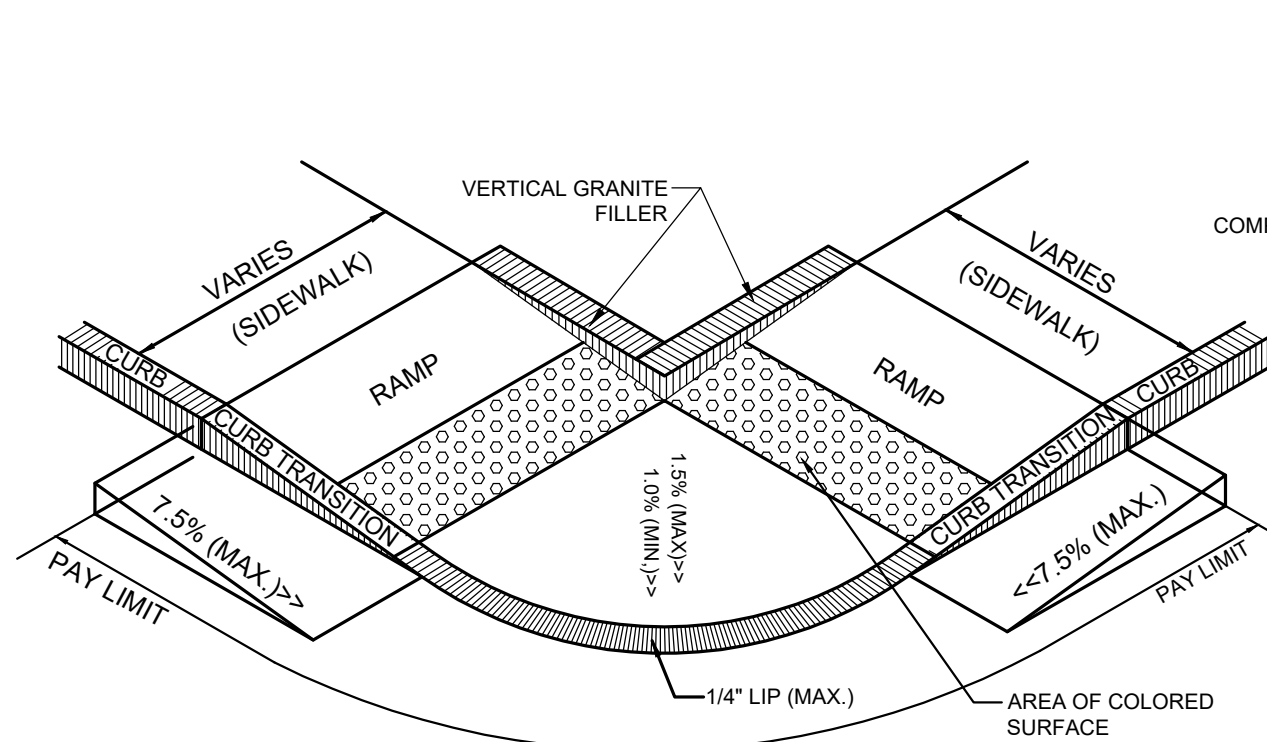 VERTICAL GRANITE
FILLER
VARIES
(SIDEWALK)
VARIES
(SIDEWALK)
CURB
CURB
RAMP
RAMP
CURB TRANSITION
CURB TRANSITION
1.5% (MAX)>>
1.0% (MIN,)>>
7.5% (MAX.)>>
<<7.5% (MAX.)
PAY LIMIT
PAY LIMIT
1/4" LIP (MAX.)
AREA OF COLORED
SURFACE